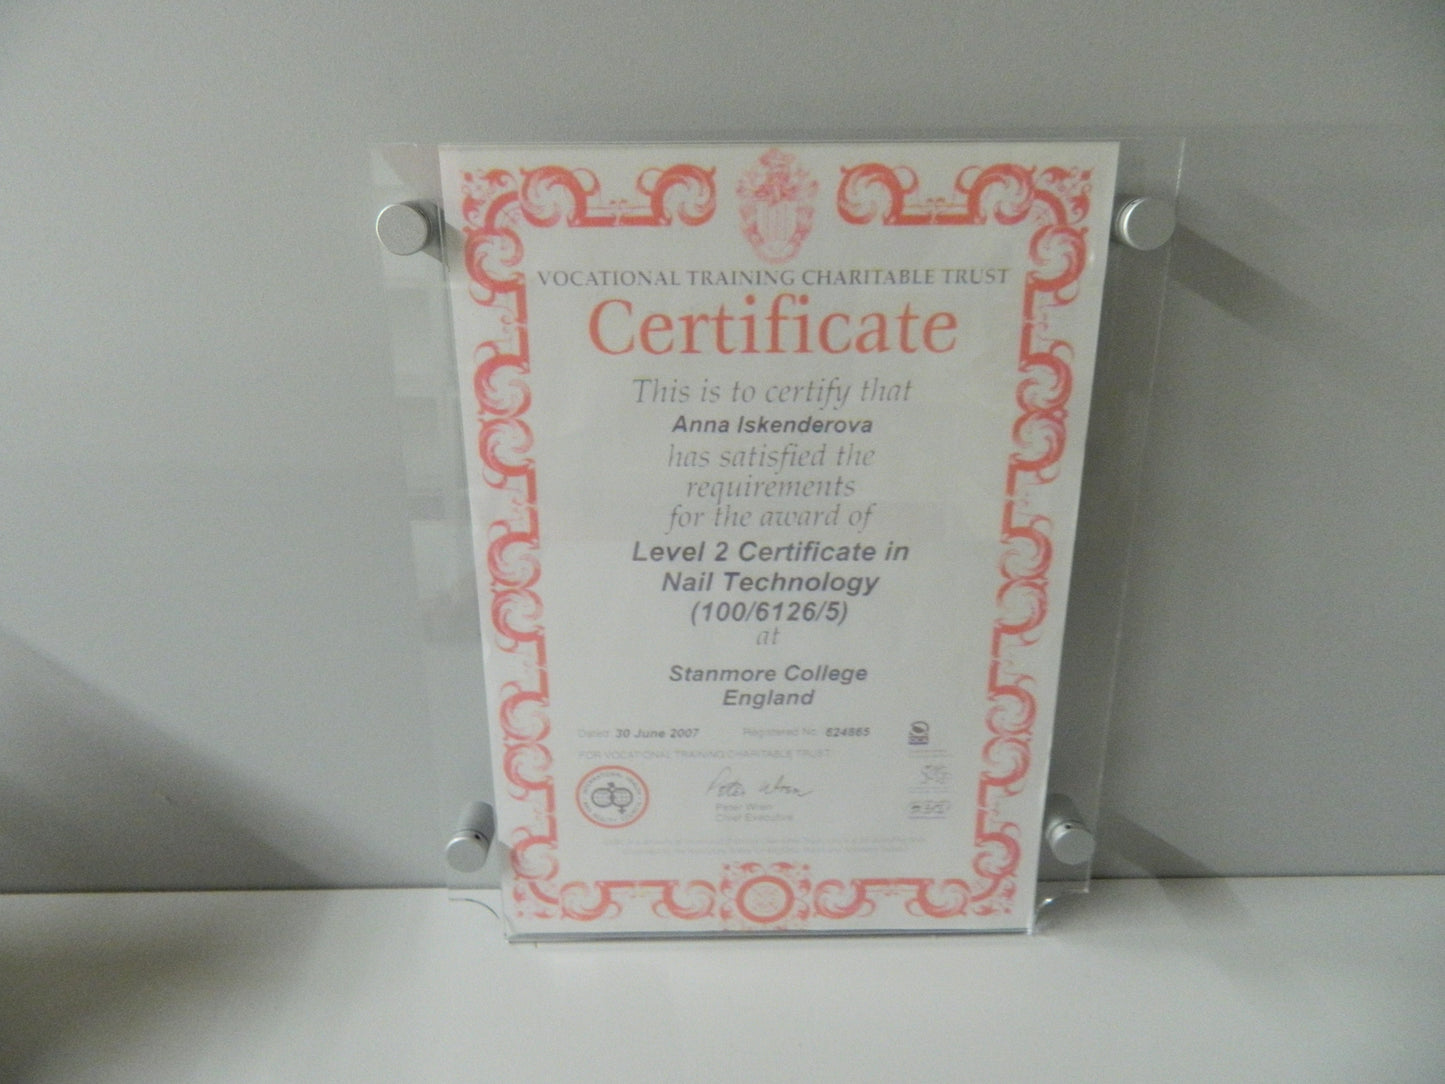 VOCATIONAL TRAINING CHARITABLE TRUST
Certificate
This is to certify that
Anna Iskenderova
has satisfied the
requirements
for the award of
Level 2 Certificate in
Nail Technology
(100/6126/5)
at
Stanmore College
England
Dated 30 June 2007 Registered No. 624865
FOR VOCATIONAL TRAINING CHARITABLE TRUST
Peter Wren
Peter Wren
Chief Executive